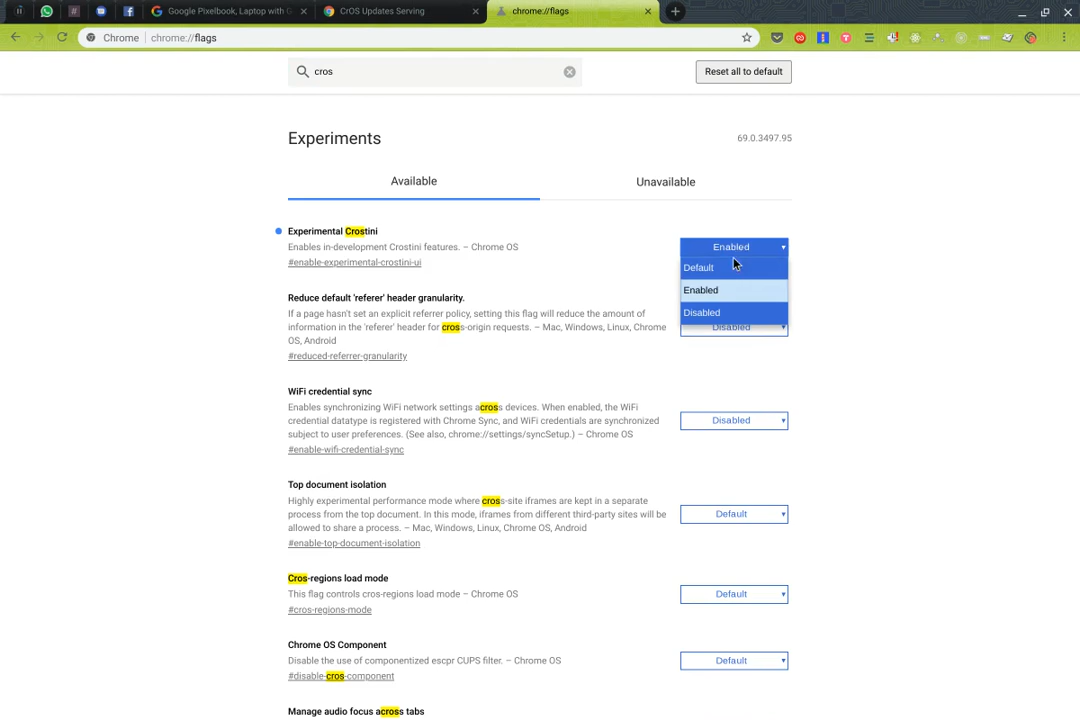 Google Pixelbook, Laptop with G
CrOS Updates Serving
chrome://flags
Chrome
chrome://flags
cros
Reset all to default
Experiments
69.0.3497.95
Available
Unavailable
Experimental Crostini
Enables in-development Crostini features. – Chrome OS
#enable-experimental-crostini-ui
Enabled
Default
Enabled
Disabled
Reduce default 'referer' header granularity.
If a page hasn't set an explicit referrer policy, setting this flag will reduce the amount of
information in the 'referer' header for cross-origin requests. – Mac, Windows, Linux, Chrome
OS, Android
#reduced-referrer-granularity
Disabled
WiFi credential sync
Enables synchronizing WiFi network settings across devices. When enabled, the WiFi
credential datatype is registered with Chrome Sync, and WiFi credentials are synchronized
subject to user preferences. (See also, chrome://settings/syncSetup.) – Chrome OS
#enable-wifi-credential-sync
Disabled
Top document isolation
Highly experimental performance mode where cross-site iframes are kept in a separate
process from the top document. In this mode, iframes from different third-party sites will be
allowed to share a process. – Mac, Windows, Linux, Chrome OS, Android
#enable-top-document-isolation
Default
Cros-regions load mode
This flag controls cros-regions load mode – Chrome OS
#cros-regions-mode
Default
Chrome OS Component
Disable the use of componentized escpr CUPS filter. – Chrome OS
#disable-cros-component
Default
Manage audio focus across tabs